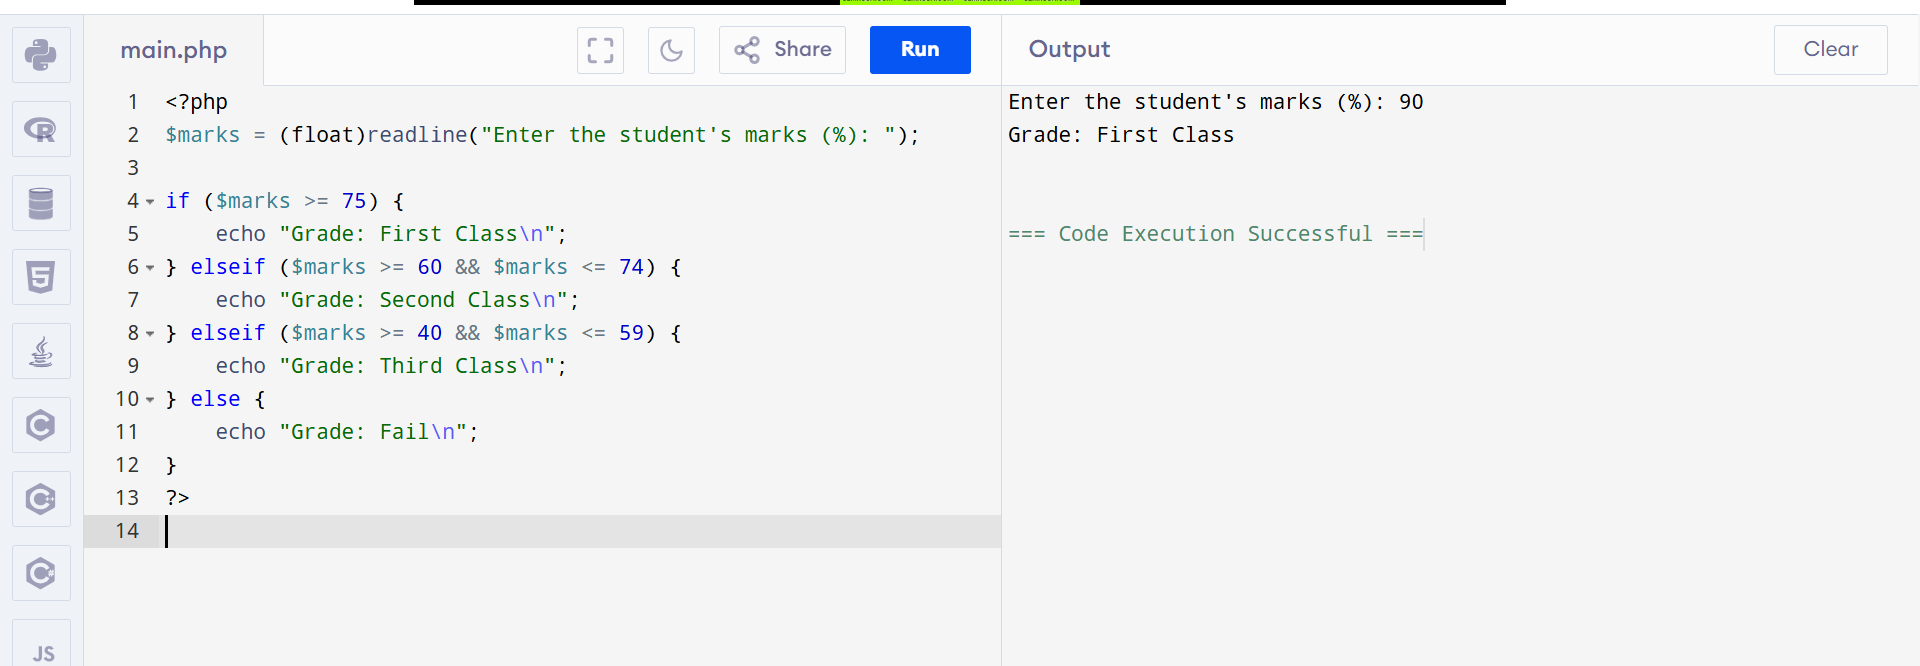 main.php
Share
Run
Output
Clear
1 <?php
2 $marks = (float)readline("Enter the student's marks (%): ");
3
4 if ($marks >= 75) {
5     echo "Grade: First Class\n";
6 } elseif ($marks >= 60 && $marks <= 74) {
7     echo "Grade: Second Class\n";
8 } elseif ($marks >= 40 && $marks <= 59) {
9     echo "Grade: Third Class\n";
10 } else {
11     echo "Grade: Fail\n";
12 }
13 ?>
14
Enter the student's marks (%): 90
Grade: First Class
=== Code Execution Successful ===
R
5
C
C
C#
JS